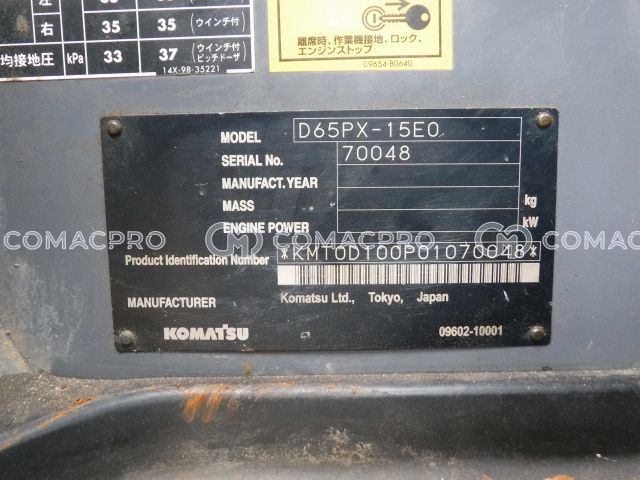 右 35 35 (ウインチ付)
均接地圧 kPa 33 37 (ウインチ付 ピッチドーザ)
14X-98-35221
離席時、作業機接地、ロック、
エンジンストップ
09654-B0640
MODEL D65PX-15E0
SERIAL No. 70048
MANUFACT.YEAR
MASS kg
ENGINE POWER kW
COMACPRO COMACPRO COMACPRO
Product Identification Number *KMT0D100P01070048*
MANUFACTURER Komatsu Ltd., Tokyo, Japan
KOMATSU 09602-10001